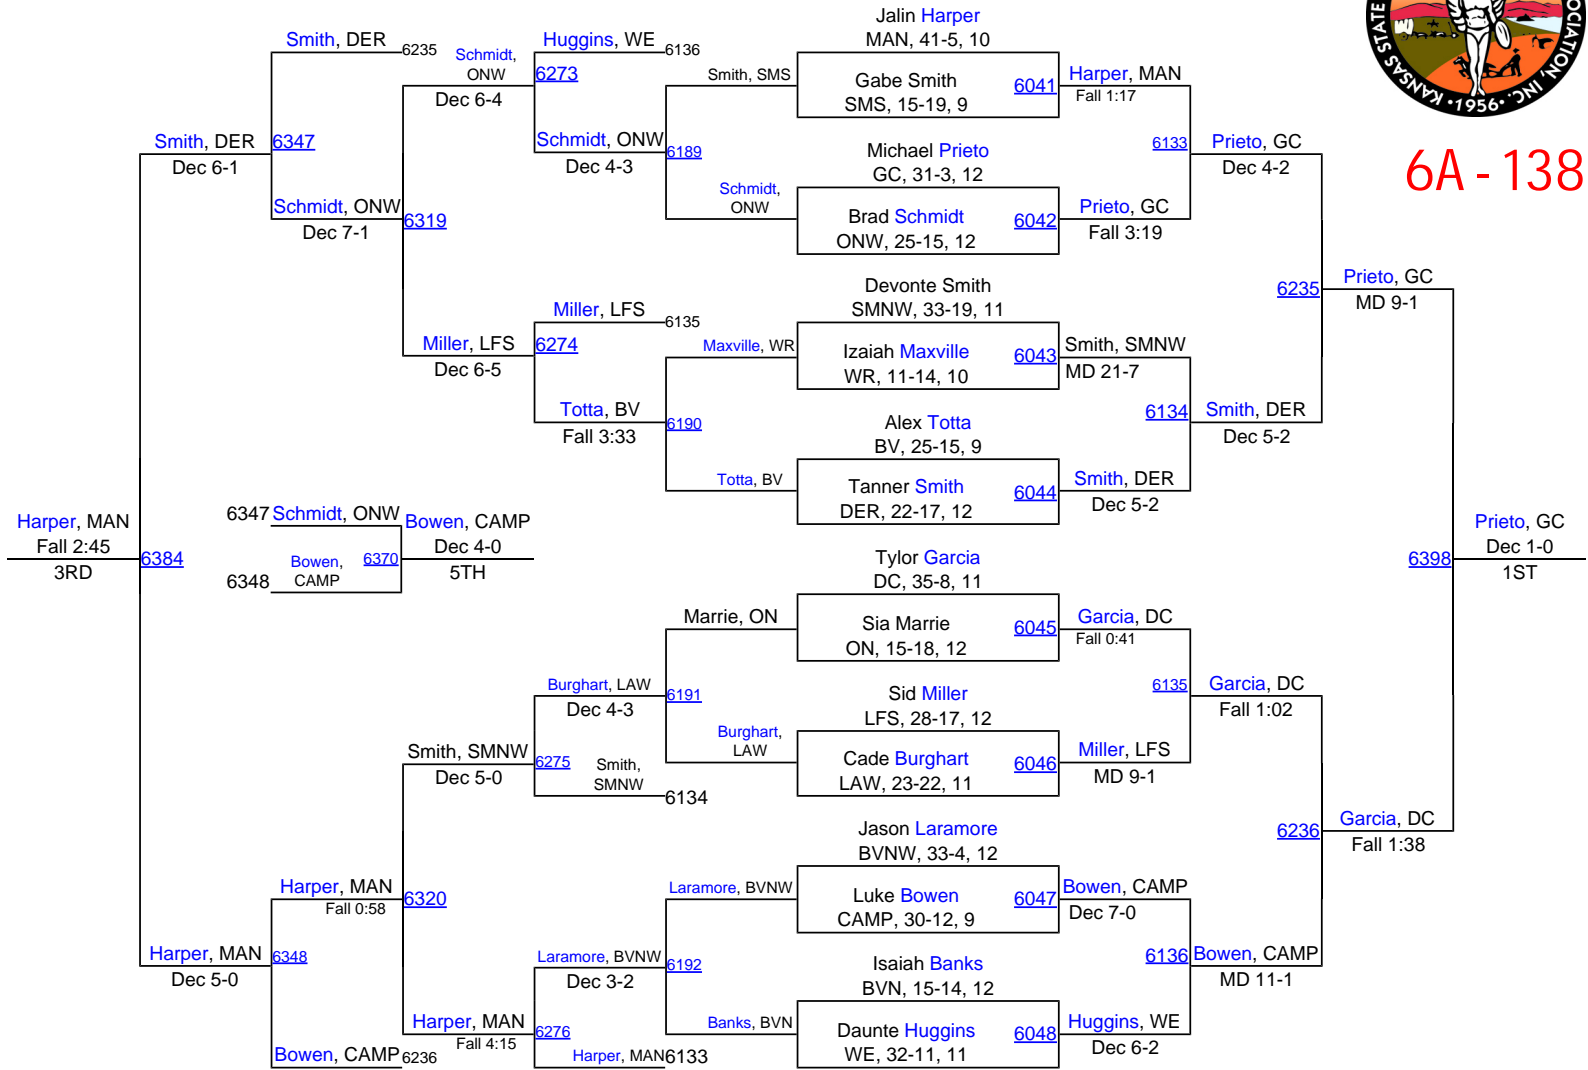 Jalin Harper
MAN, 41-5, 10
Gabe Smith
SMS, 15-19, 9
6041
Michael Prieto
GC, 31-3, 12
Brad Schmidt
ONW, 25-15, 12
6042
Devonte Smith
SMNW, 33-19, 11
Izaiah Maxville
WR, 11-14, 10
6043
Alex Totta
BV, 25-15, 9
Tanner Smith
DER, 22-17, 12
6044
Tylor Garcia
DC, 35-8, 11
Sia Marrie
ON, 15-18, 12
6045
Sid Miller
LFS, 28-17, 12
Cade Burghart
LAW, 23-22, 11
6046
Jason Laramore
BVNW, 33-4, 12
Luke Bowen
CAMP, 30-12, 9
6047
Isaiah Banks
BVN, 15-14, 12
Daunte Huggins
WE, 32-11, 11
6048
Harper, MAN
Fall 1:17
6133
Prieto, GC
Fall 3:19
Smith, SMNW
MD 21-7
6134
Smith, DER
Dec 5-2
Garcia, DC
Fall 0:41
6135
Miller, LFS
MD 9-1
Bowen, CAMP
Dec 7-0
6136
Huggins, WE
Dec 6-2
Prieto, GC
Dec 4-2
6235
Smith, DER
Dec 5-2
Garcia, DC
Fall 1:02
6236
Bowen, CAMP
MD 11-1
Prieto, GC
MD 9-1
6398
Garcia, DC
Fall 1:38
Prieto, GC
Dec 1-0
1ST
KANSAS STATE
OCIATION, INC.
•1956•
6A - 138
Smith, SMS
6189
Schmidt,
ONW
Maxville, WR
6190
Totta, BV
Marrie, ON
6191
Burghart,
LAW
Laramore, BVNW
6192
Banks, BVN
Huggins, WE
6136
6273
Schmidt, ONW
Dec 4-3
Miller, LFS
6135
6274
Totta, BV
Fall 3:33
Burghart, LAW
Dec 4-3
6275
Smith,
SMNW
6134
Laramore, BVNW
Dec 3-2
6276
Harper, MAN
6133
Schmidt,
ONW
Dec 6-4
6319
Miller, LFS
Dec 6-5
Smith, SMNW
Dec 5-0
6320
Harper, MAN
Fall 4:15
Smith, DER
6235
6347
Schmidt, ONW
Dec 7-1
Harper, MAN
Fall 0:58
6348
Bowen, CAMP
6236
Smith, DER
Dec 6-1
6384
Harper, MAN
Dec 5-0
Harper, MAN
Fall 2:45
3RD
6347
Schmidt, ONW
6370
6348
Bowen,
CAMP
Bowen, CAMP
Dec 4-0
5TH